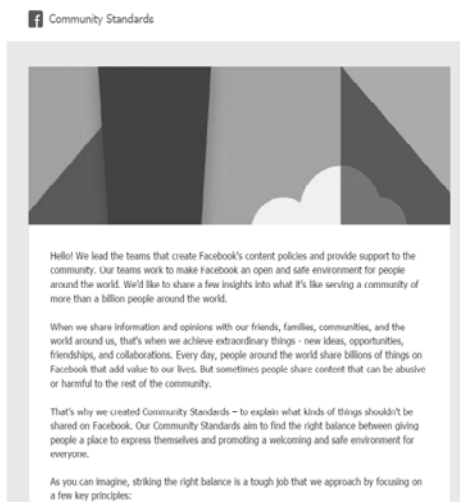 Community Standards
Hello! We lead the teams that create Facebook's content policies and provide support to the
community. Our teams work to make Facebook an open and safe environment for people
around the world. We'd like to share a few insights into what it's like serving a community of
more than a billion people around the world.
When we share information and opinions with our friends, families, communities, and the
world around us, that's when we achieve extraordinary things - new ideas, opportunities,
friendships, and collaborations. Every day, people around the world share billions of things on
Facebook that add value to our lives. But sometimes people share content that can be abusive
or harmful to the rest of the community.
That's why we created Community Standards – to explain what kinds of things shouldn't be
shared on Facebook. Our Community Standards aim to find the right balance between giving
people a place to express themselves and promoting a welcoming and safe environment for
everyone.
As you can imagine, striking the right balance is a tough job that we approach by focusing on
a few key principles: